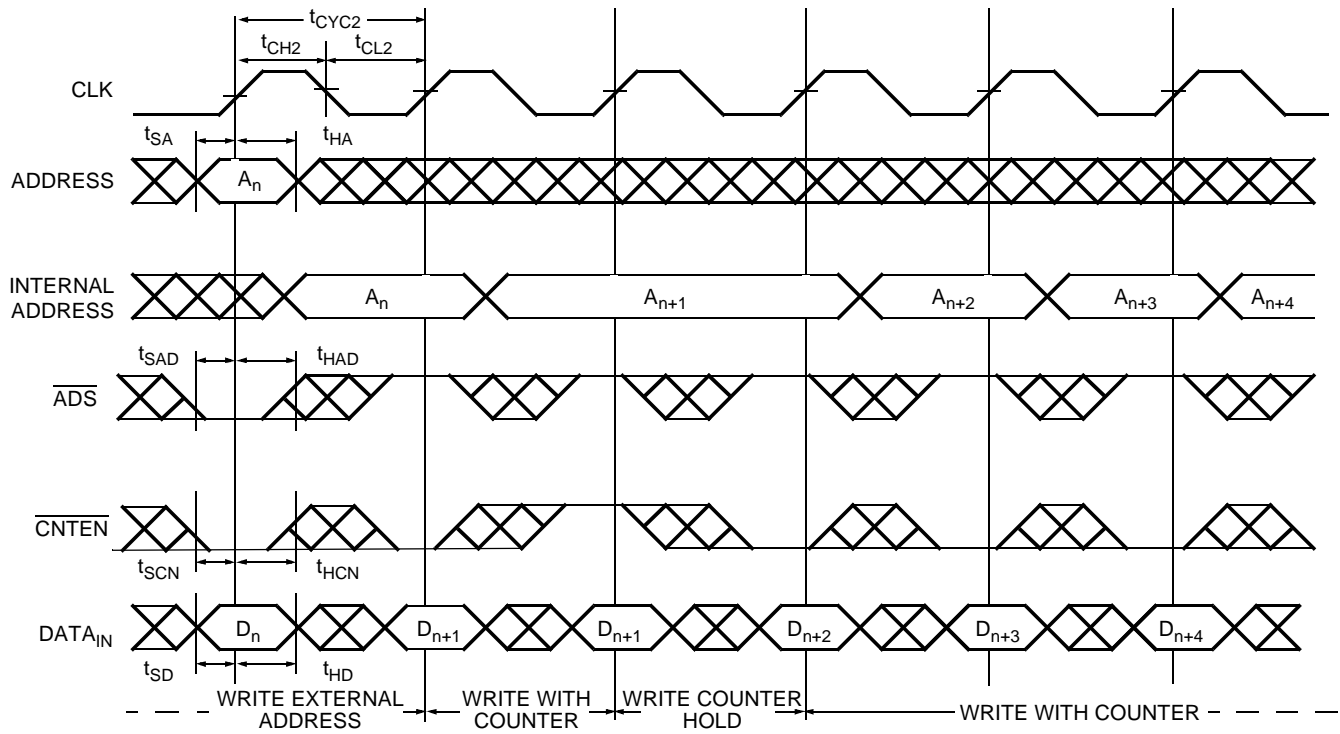 tCYC2
tCH2 tCL2
CLK
tSA tHA
ADDRESS An
INTERNAL ADDRESS An An+1 An+2 An+3 An+4
tSAD tHAD
ADS
CNTEN
tSCN tHCN
DATAIN Dn Dn+1 Dn+1 Dn+2 Dn+3 Dn+4
tSD tHD
WRITE EXTERNAL ADDRESS
WRITE WITH COUNTER
WRITE COUNTER HOLD
WRITE WITH COUNTER